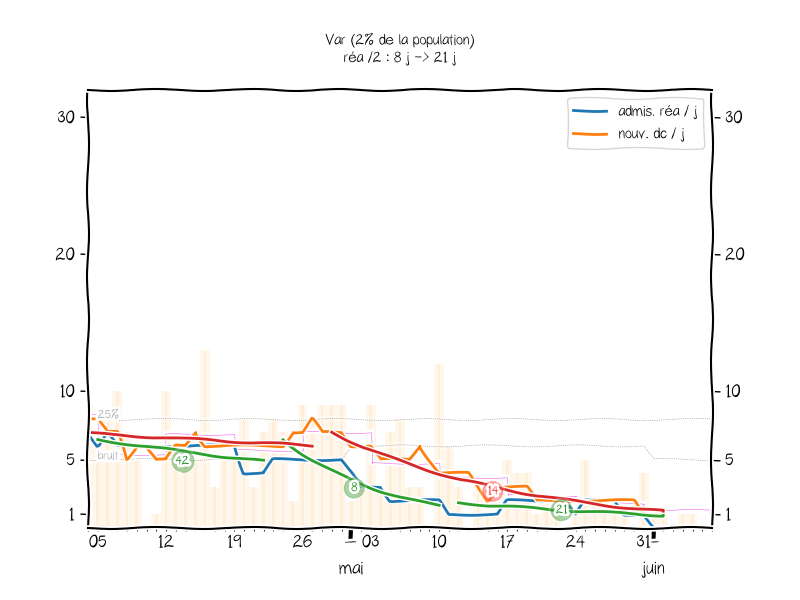 Var (2% de la population)
réa /2 : 8 j -> 21 j
admis. réa / j
nouv. dc / j
30
30
20
20
10
10
25%
bruit
5
5
42
8
14
21
1
1
05 12 19 26 03 10 17 24 31
mai juin